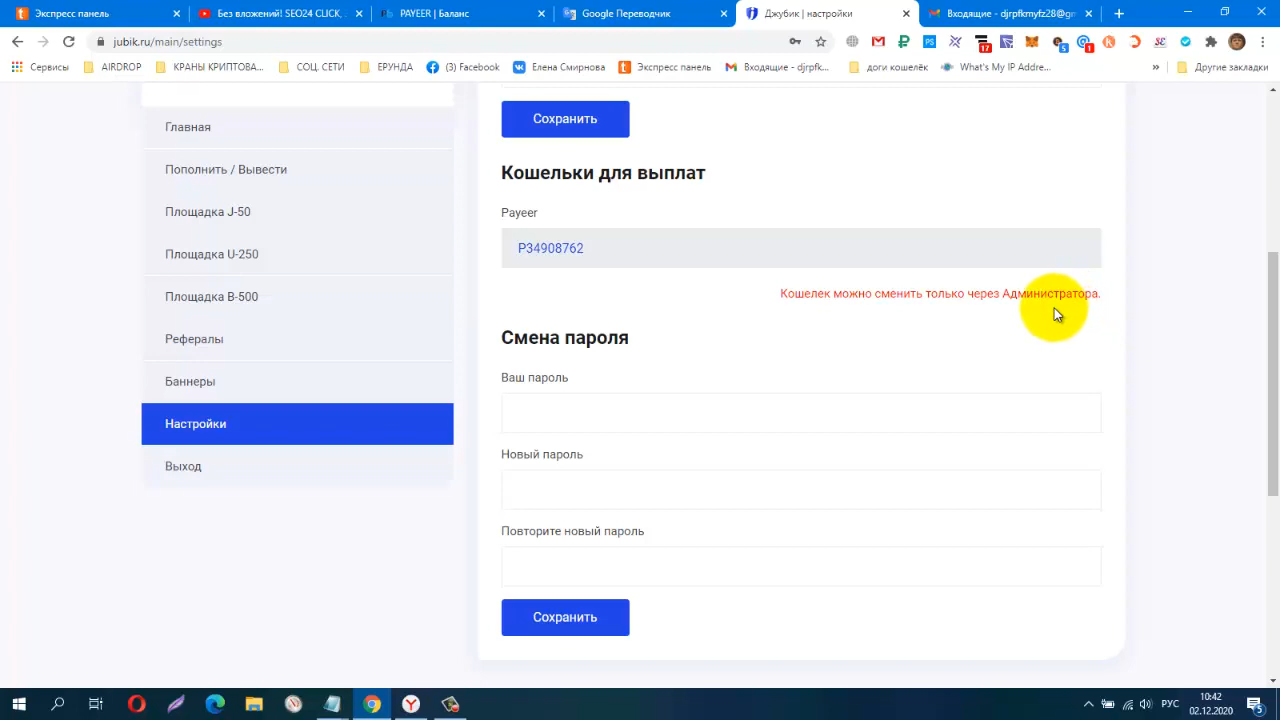 Экспресс панель
Без вложений! SEO24 CLICK,
PAYEER | Баланс
Google Переводчик
Джубик | настройки
Входящие - djrpfkmyfz28@gm
jubik.ru/main/settings
17
5
1
Сервисы
AIRDROP
КРАНЫ КРИПТОВА...
СОЦ. СЕТИ
ЕРУНДА
(3) Facebook
Елена Смирнова
Экспресс панель
Входящие - djrpfk...
доги кошелёк
What's My IP Addre...
»
Другие закладки
Главная
Пополнить / Вывести
Площадка J-50
Площадка U-250
Площадка B-500
Рефералы
Баннеры
Настройки
Выход
Сохранить
Кошельки для выплат
Payeer
P34908762
Кошелек можно сменить только через Администратора.
Смена пароля
Ваш пароль
Новый пароль
Повторите новый пароль
Сохранить
РУС
10:42
02.12.2020
5